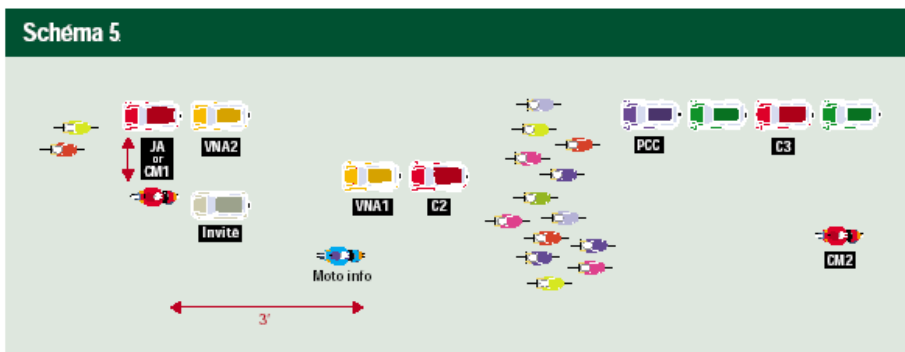 Schéma 5
JA
or
CM1
VNA2
Invité
VNA1
C2
Moto info
3'
PCC
C3
CM2